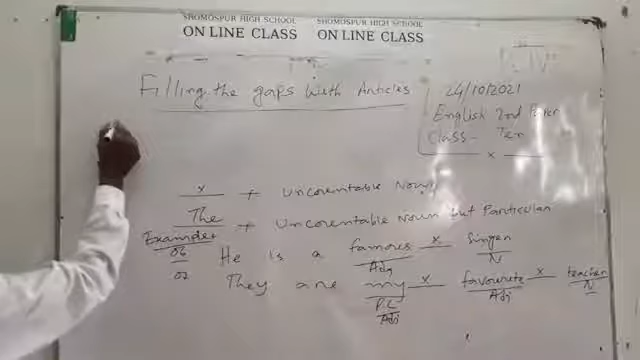 SHOMOSPUR HIGH SCHOOL SHOMOSPUR HIGH SCHOOL
ON LINE CLASS ON LINE CLASS
Filling the gaps with Articles
24/10/2021
English 2nd Paper
Class - Ten
x
x + Uncountable Noun
The + Uncountable Noun but Particular
Examples
06 He is a famous x singer
Adj N
07 They are my x favourite x teacher
Adj Adj N